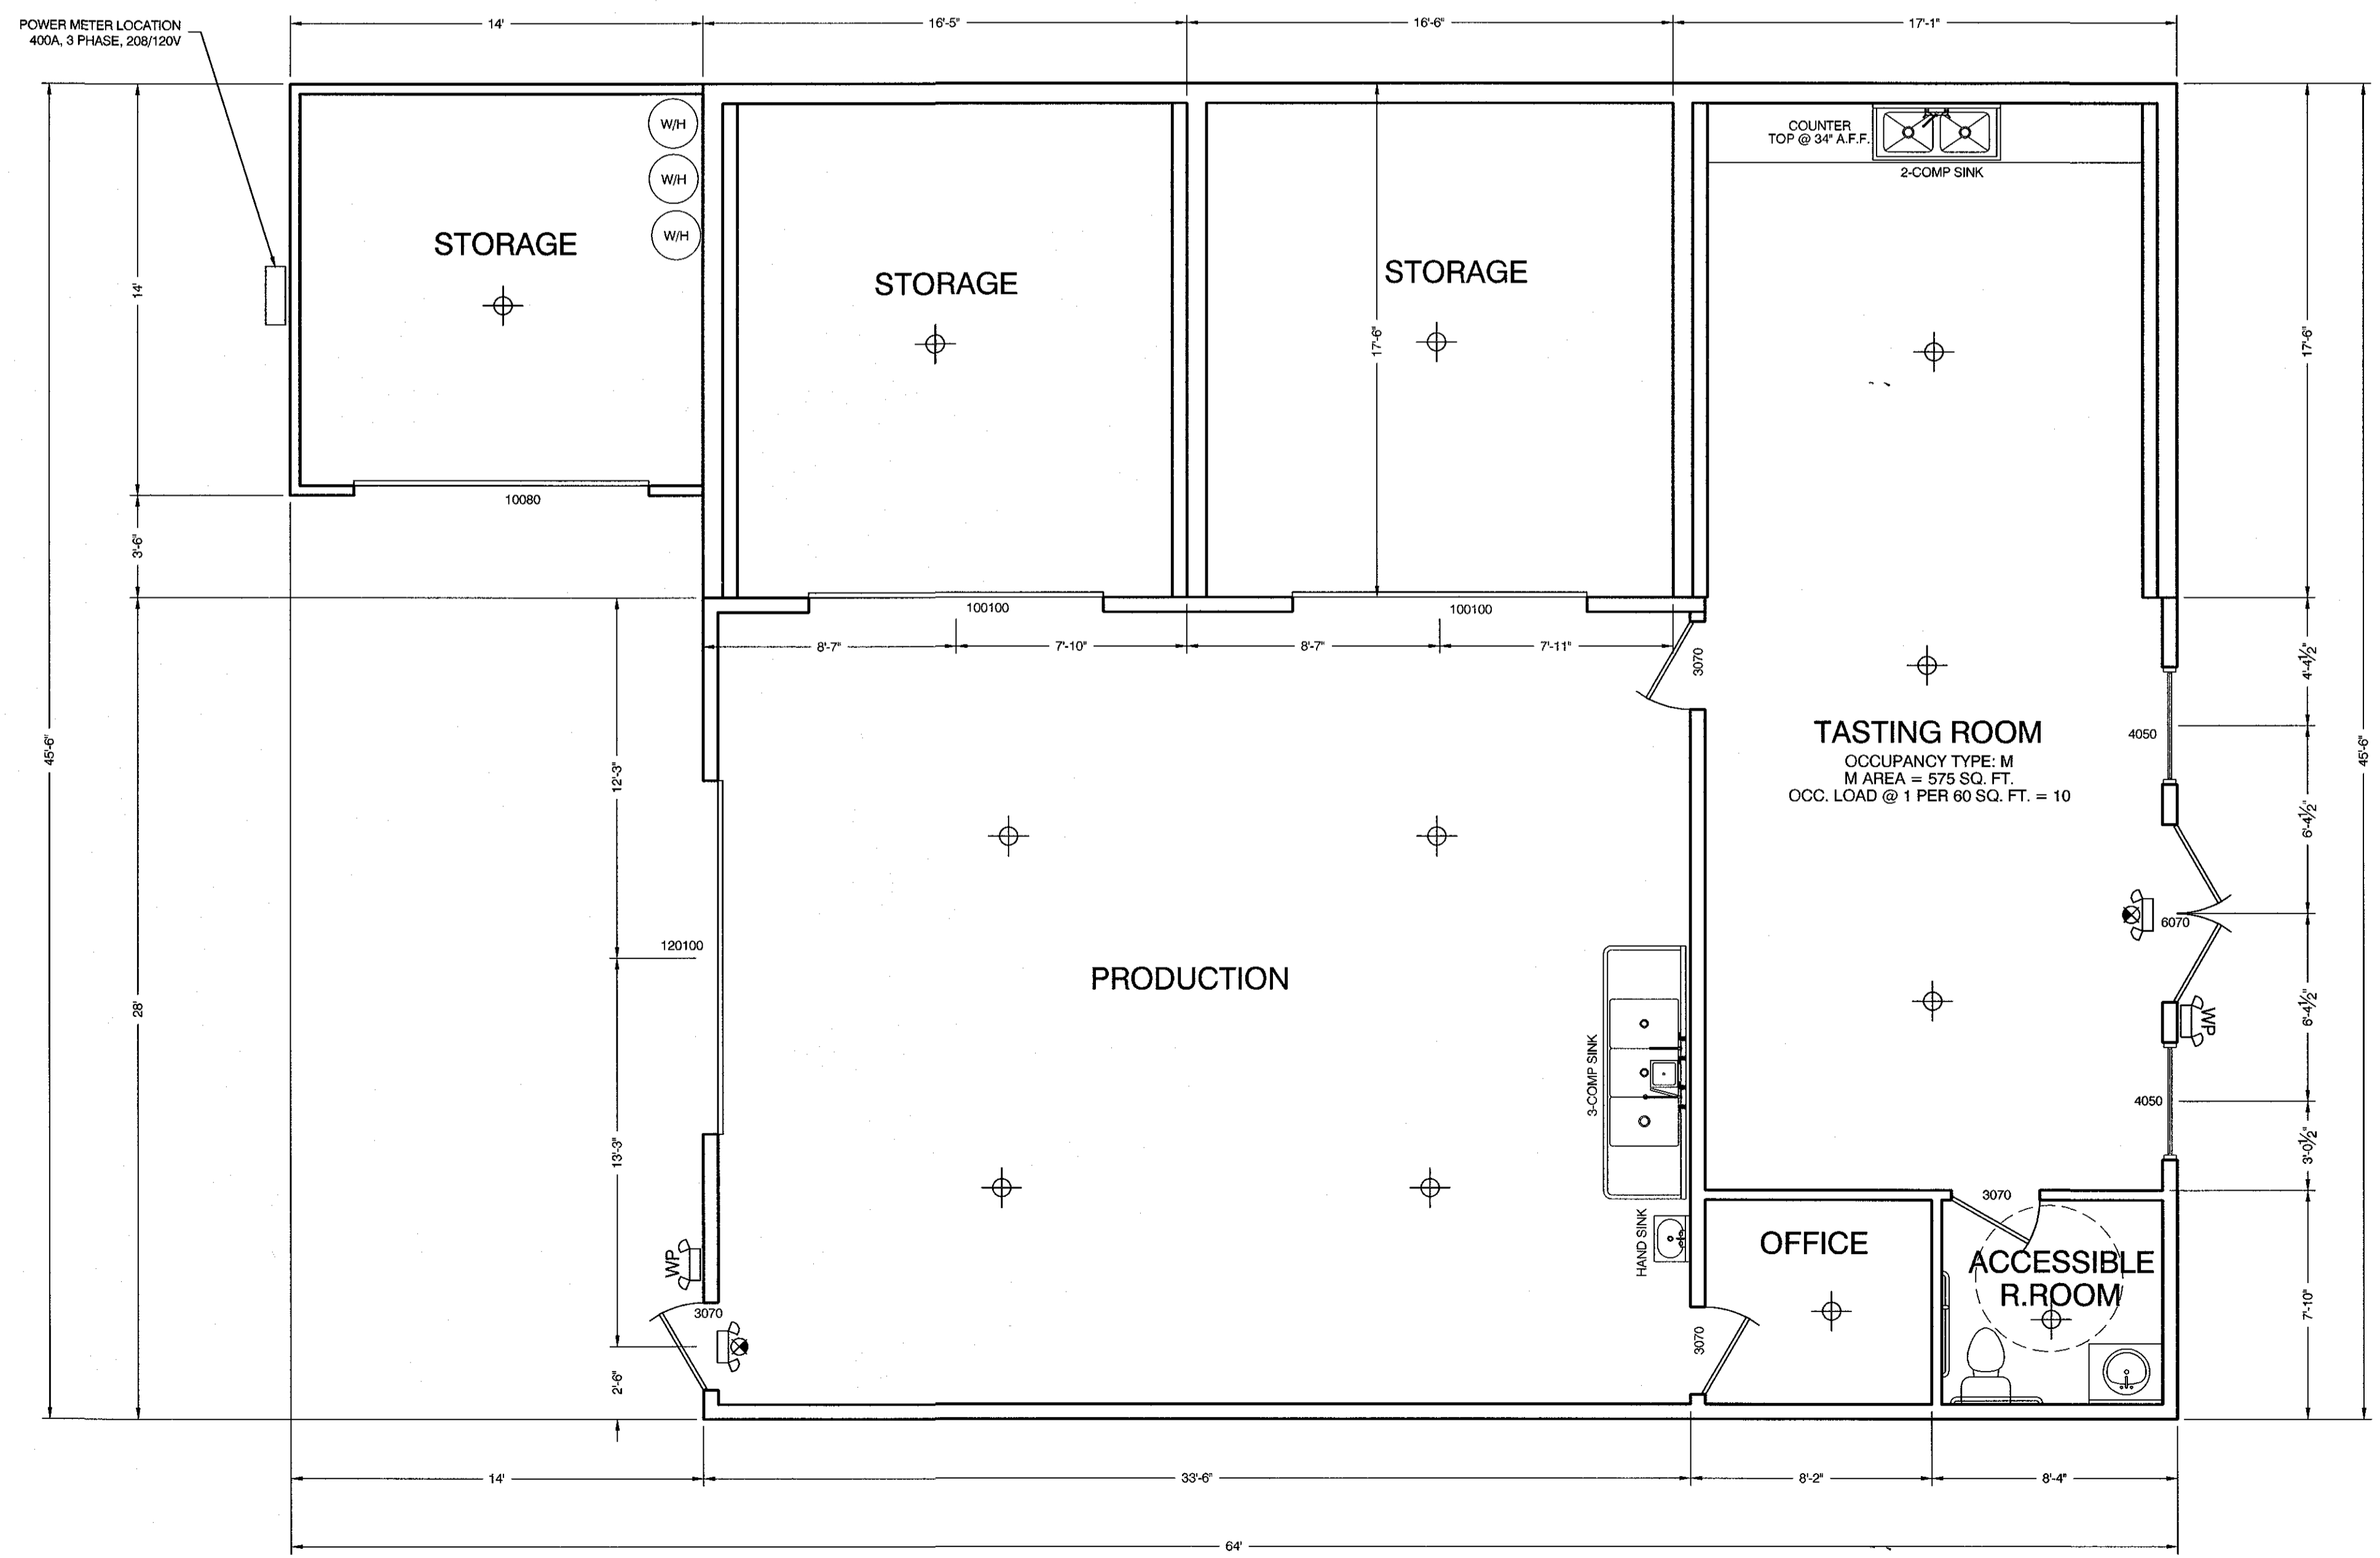 POWER METER LOCATION
400A, 3 PHASE, 208/120V
14'
16'-5"
16'-6"
17'-1"
W/H
W/H
W/H
STORAGE
STORAGE
STORAGE
COUNTER
TOP @ 34" A.F.F.
2-COMP SINK
14'
17'-6"
17'-6"
10080
3'-6"
100100
100100
8'-7"
7'-10"
8'-7"
7'-11"
3070
4'-4½"
45'-6"
12'-3"
TASTING ROOM
OCCUPANCY TYPE: M
M AREA = 575 SQ. FT.
OCC. LOAD @ 1 PER 60 SQ. FT. = 10
4050
45'-6"
6'-4½"
6070
120100
PRODUCTION
28'
6'-4½"
WP
3-COMP SINK
4050
13'-3"
3'-0½"
3070
HAND SINK
OFFICE
ACCESSIBLE
R.ROOM
WP
3070
3070
7'-10"
2'-6"
14'
33'-6"
8'-2"
8'-4"
64'